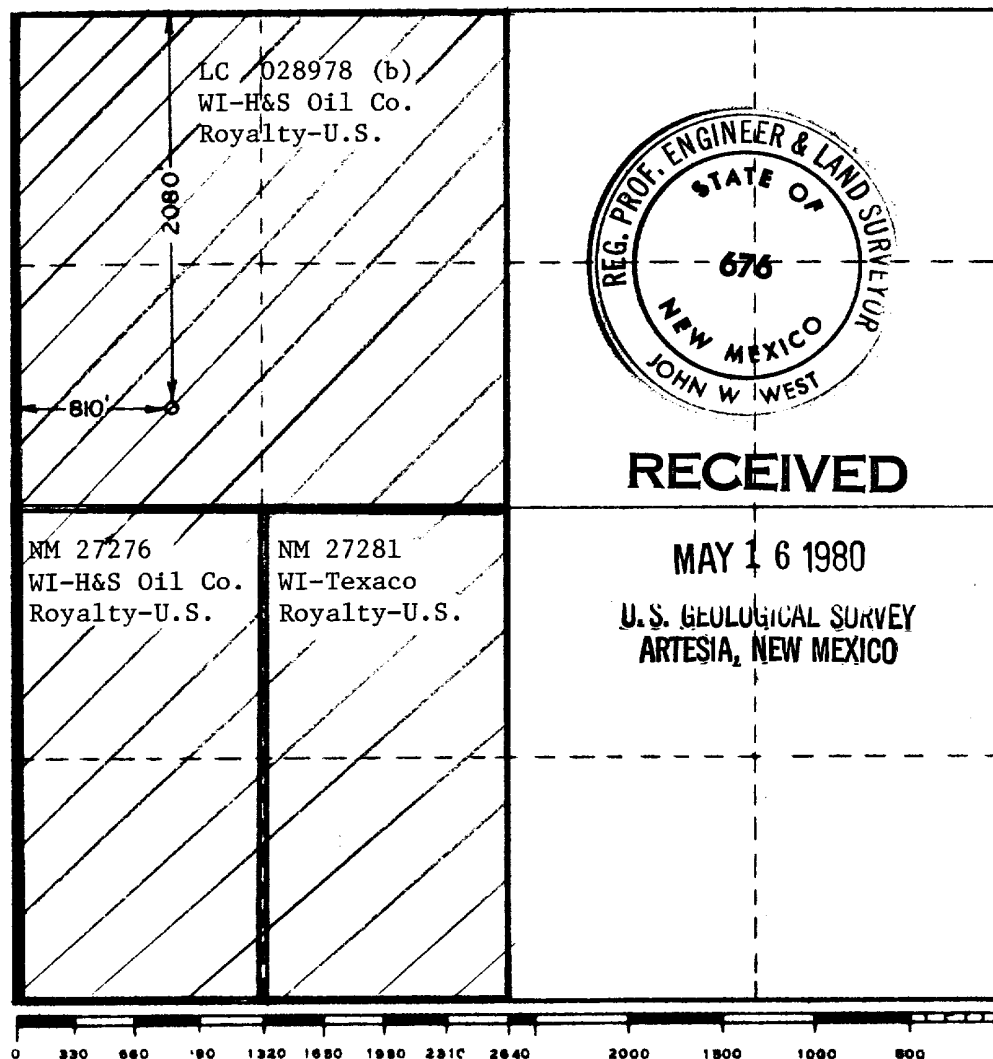 LC 028978 (b)
WI-H&S Oil Co.
Royalty-U.S.
2080'
810'
REG. PROF. ENGINEER & LAND SURVEYOR
STATE OF
676
NEW MEXICO
JOHN W WEST
RECEIVED
NM 27276
WI-H&S Oil Co.
Royalty-U.S.
NM 27281
WI-Texaco
Royalty-U.S.
MAY 16 1980
U.S. GEOLOGICAL SURVEY
ARTESIA, NEW MEXICO
0 330 660 1320 1650 1980 2310 2640 2000 1500 1000 500